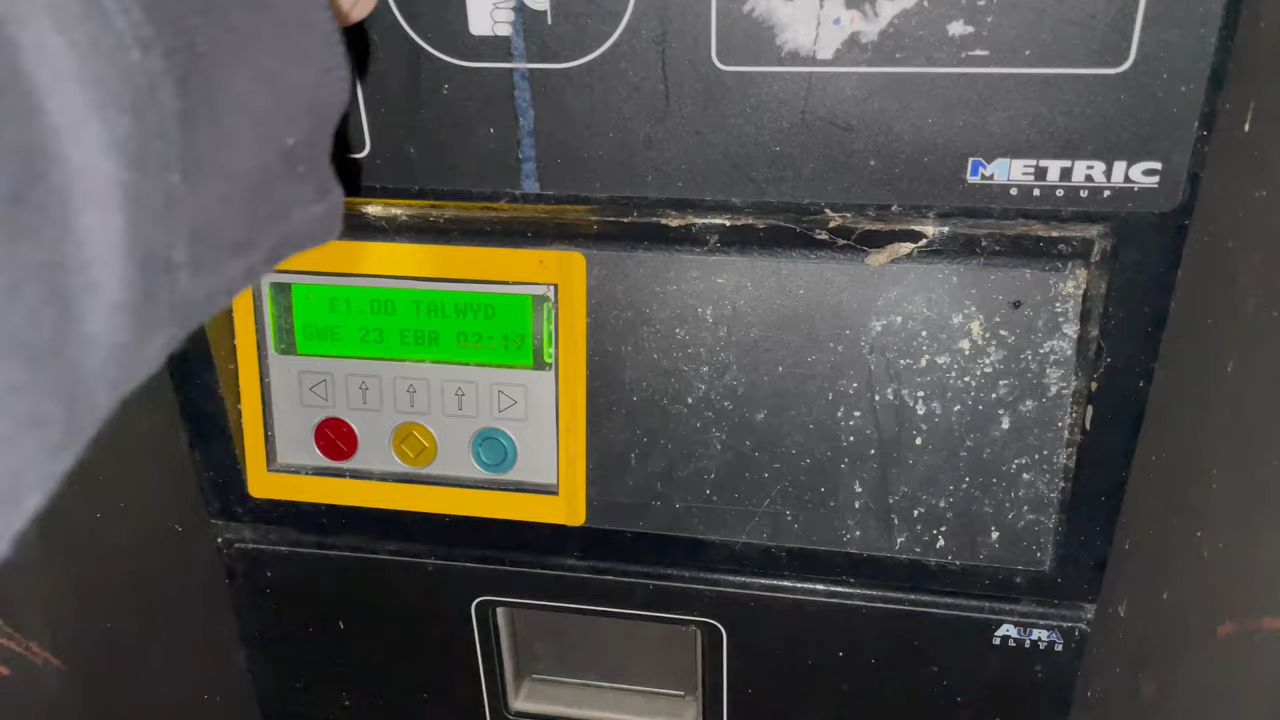 METRIC
GROUP
£1.00 TALWYD
GWE 23 EBR 02:17
AURA
ELITE